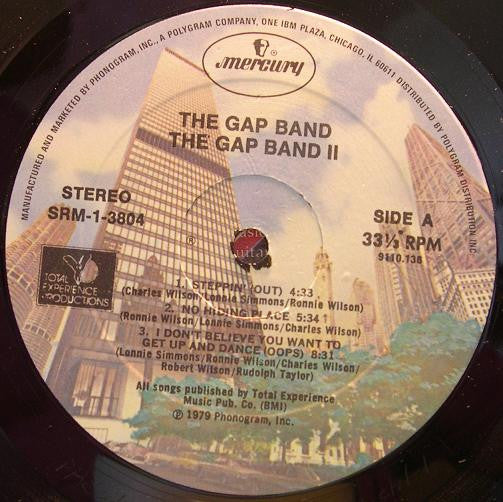 MANUFACTURED AND MARKETED BY PHONOGRAM, INC., A POLYGRAM COMPANY, ONE IBM PLAZA, CHICAGO, IL 60611 DISTRIBUTED BY POLYGRAM DISTRIBUTION INC.
mercury
THE GAP BAND
THE GAP BAND II
STEREO
SRM-1-3804
SIDE A
33⅓ RPM
9110.736
®
TOTAL
EXPERIENCE
PRODUCTIONS
1. STEPPIN' (OUT) 4:33
(Charles Wilson/Lonnie Simmons/Ronnie Wilson)
2. NO HIDING PLACE 5:34
(Ronnie Wilson/Lonnie Simmons/Charles Wilson)
3. I DON'T BELIEVE YOU WANT TO
GET UP AND DANCE (OOPS) 8:31
(Lonnie Simmons/Ronnie Wilson/Charles Wilson/
Robert Wilson/Rudolph Taylor)
All songs published by Total Experience
Music Pub. Co. (BMI)
℗ 1979 Phonogram, Inc.